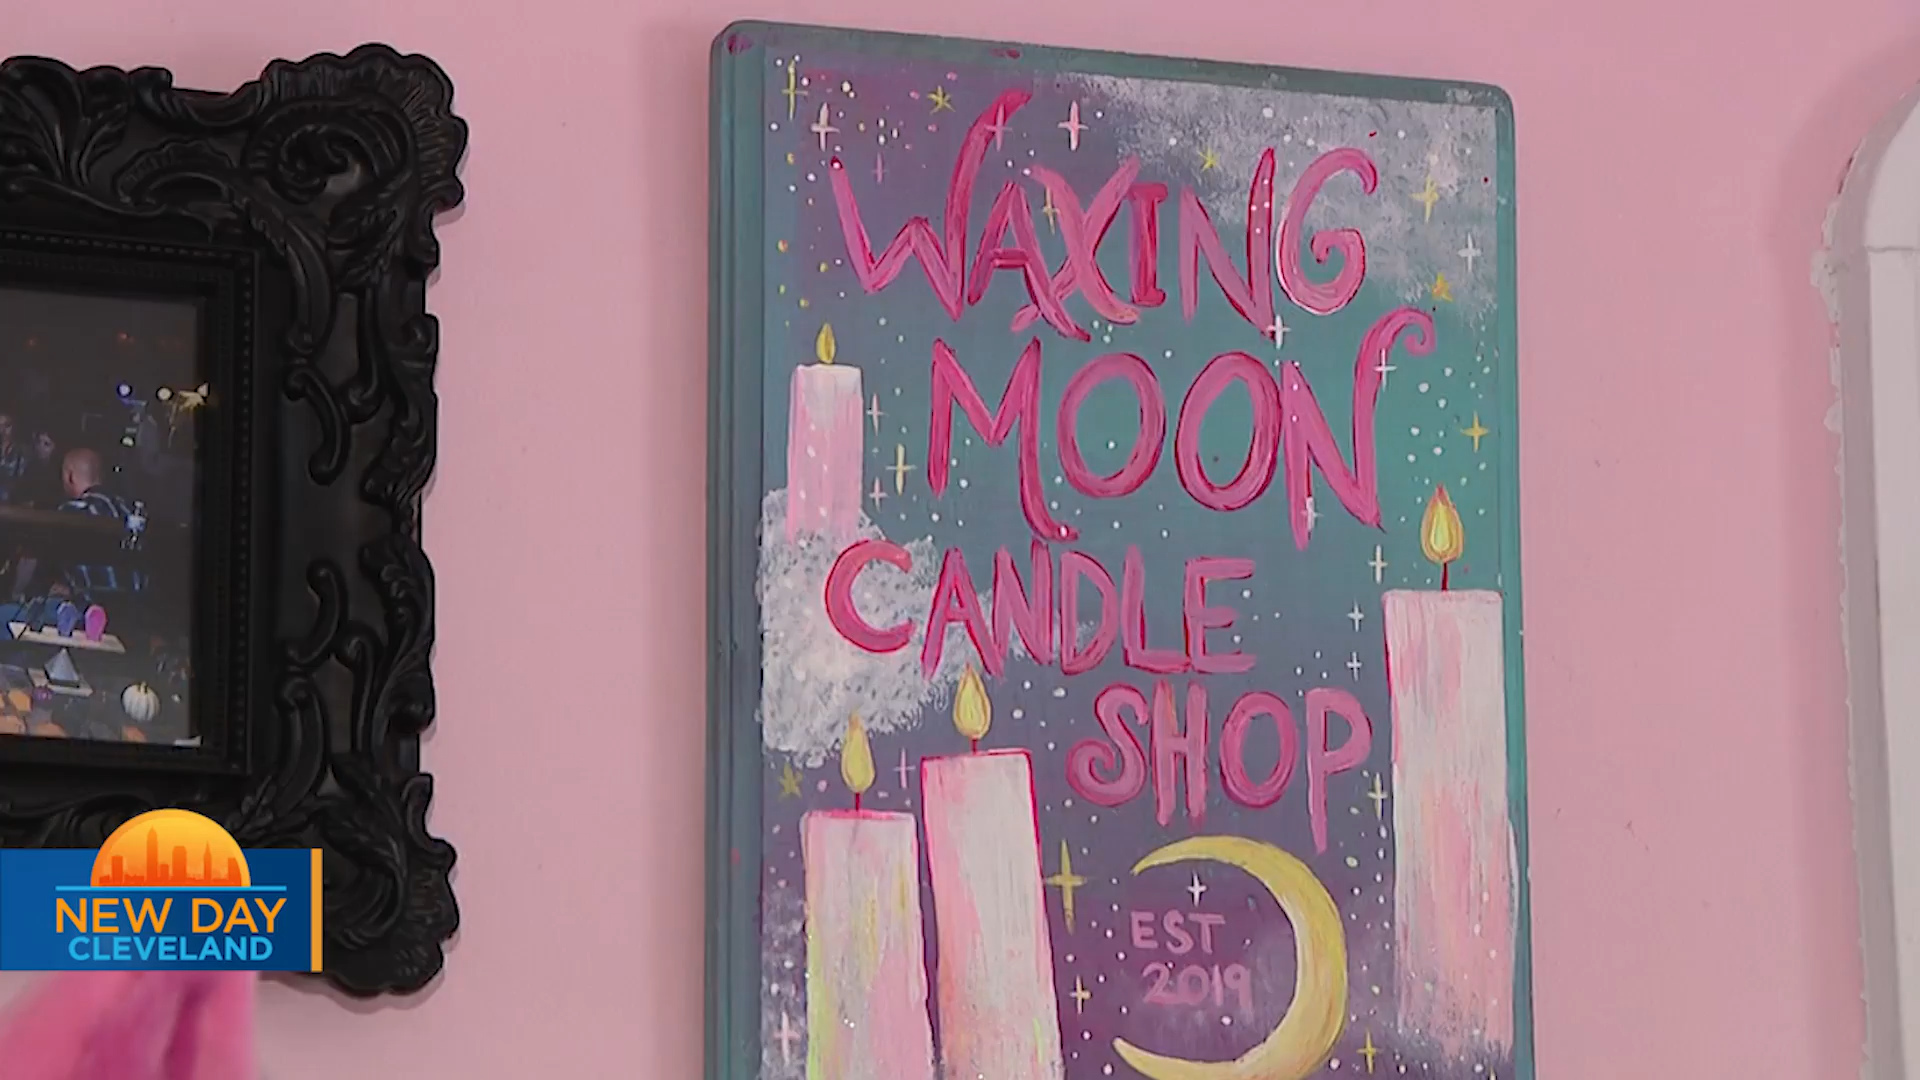 WAXING
MOON
CANDLE
SHOP
EST
2019
NEW DAY
CLEVELAND